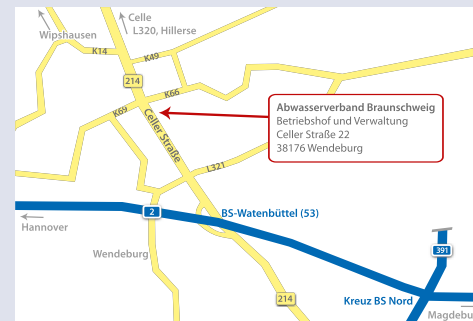 Celle
L320, Hillerse
Wipshausen
K14
K49
214
K66
K69
Celler Straße
Abwasserverband Braunschweig
Betriebshof und Verwaltung
Celler Straße 22
38176 Wendeburg
L321
2
BS-Watenbüttel (53)
Hannover
Wendeburg
391
214
Kreuz BS Nord
Magdebu